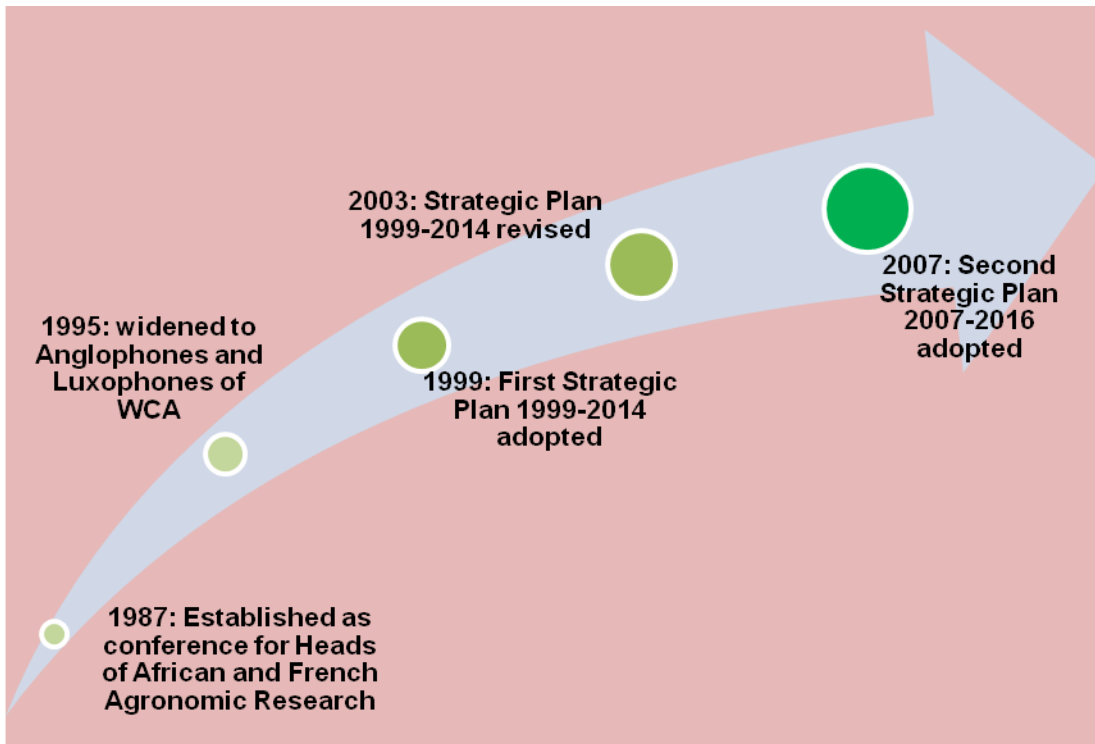 2003: Strategic Plan
1999-2014 revised
2007: Second
Strategic Plan
2007-2016
adopted
1995: widened to
Anglophones and
Luxophones of
WCA
1999: First Strategic
Plan 1999-2014
adopted
1987: Established as
conference for Heads
of African and French
Agronomic Research